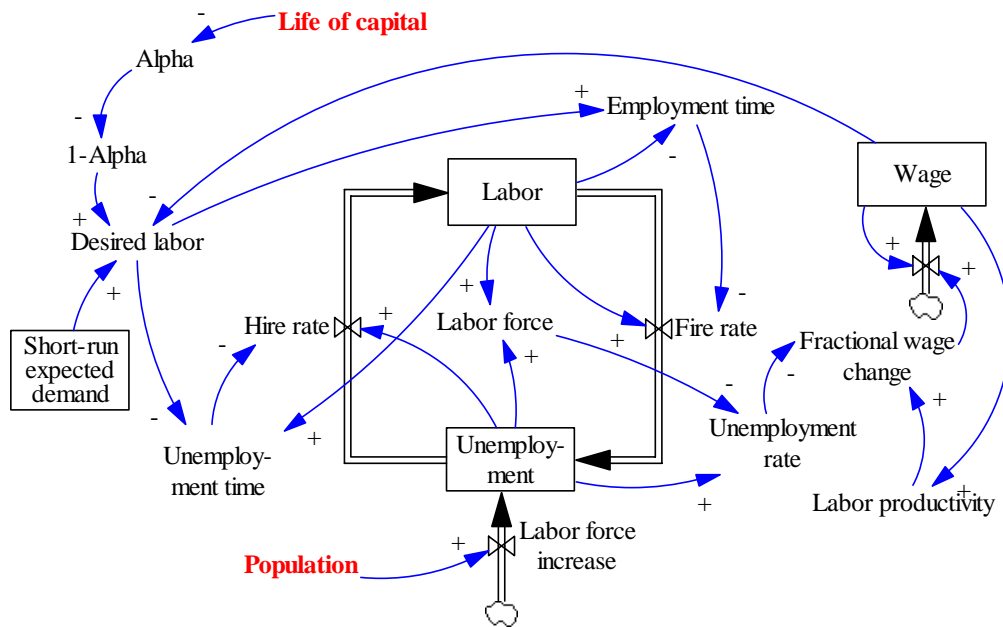 -
Life of capital
-
Alpha
-
1-Alpha
+
Desired labor
-
+
+
Employment time
-
Labor
Wage
+
+
Short-run
expected
demand
Hire rate
+
-
+
Labor force
+
+
-
Fire rate
Fractional wage
change
-
-
+
-
Unemploy-
ment time
+
Unemploy-
ment
-
Unemployment
rate
+
+
Labor productivity
Labor force
increase
+
Population